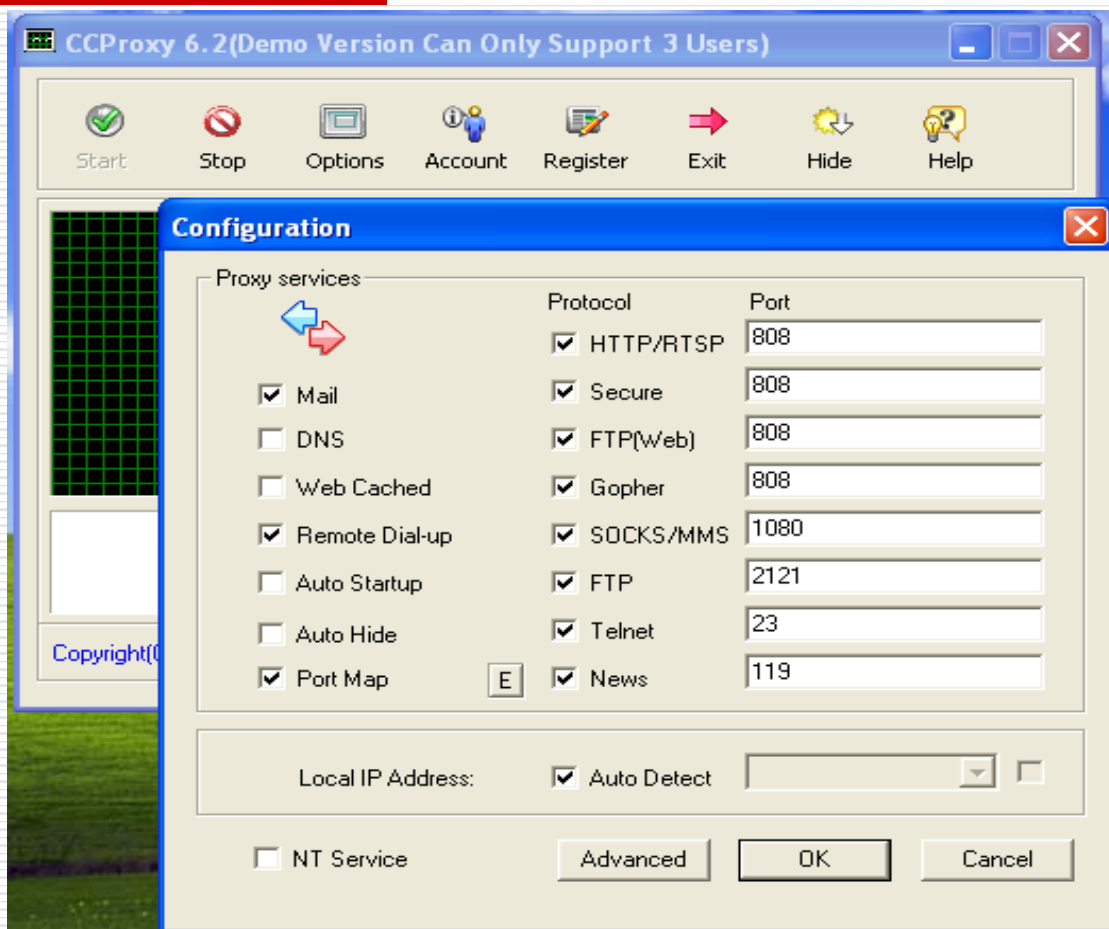 CCProxy 6.2(Demo Version Can Only Support 3 Users)
Start Stop Options Account Register Exit Hide Help
Configuration
Proxy services
Protocol Port
HTTP/RTSP 808
Mail Secure 808
DNS FTP(Web) 808
Web Cached Gopher 808
Remote Dial-up SOCKS/MMS 1080
Auto Startup FTP 2121
Auto Hide Telnet 23
Copyright(
Port Map E News 119
Local IP Address: Auto Detect
NT Service Advanced OK Cancel